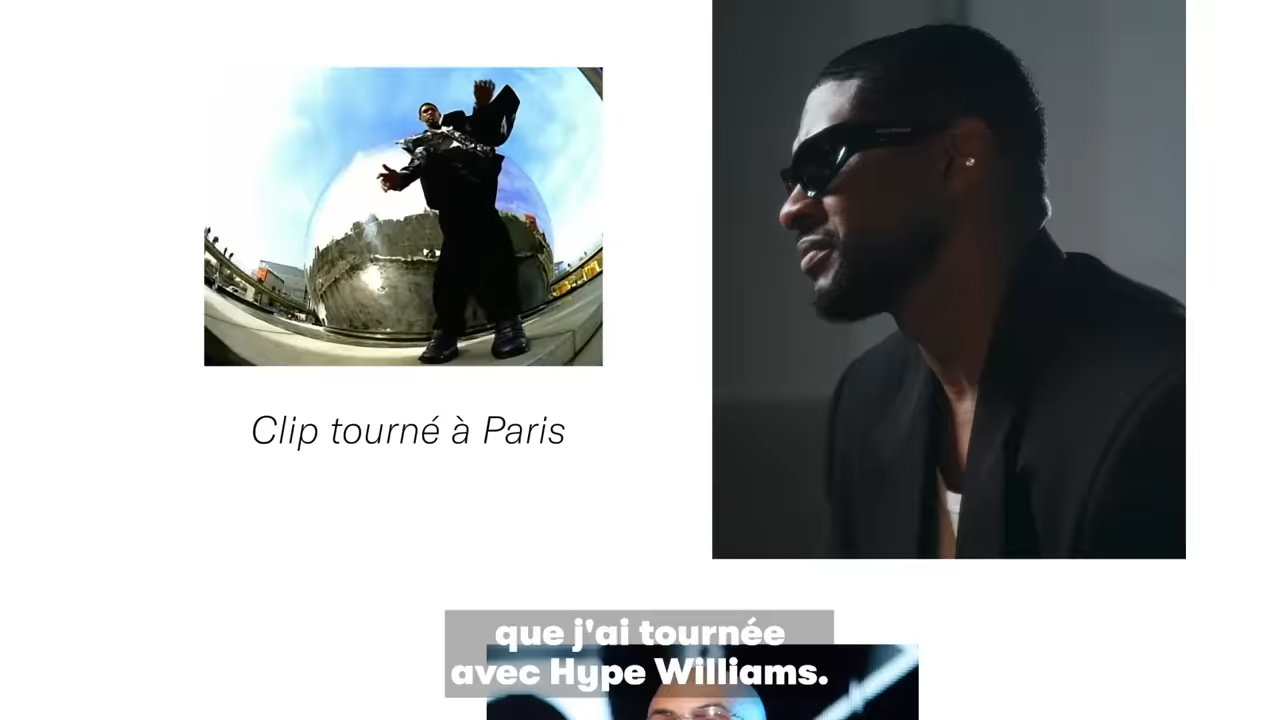 Clip tourné à Paris
que j'ai tournée
avec Hype Williams.